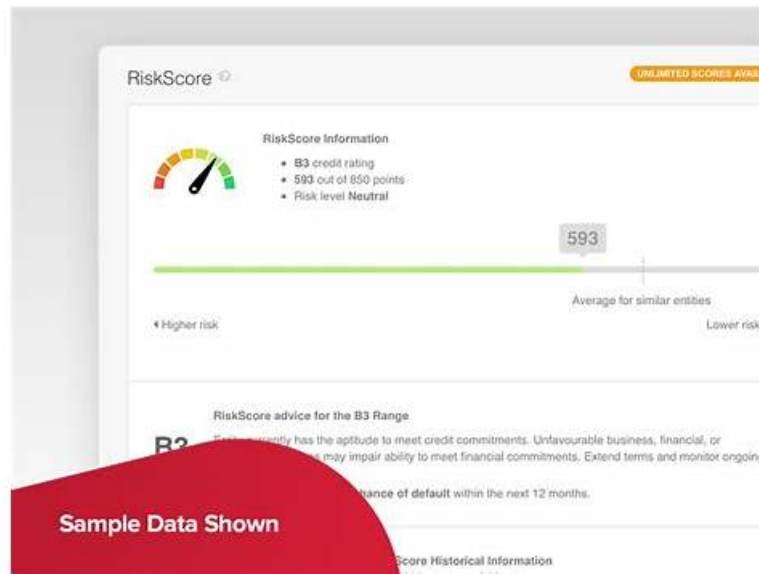 RiskScore
UNLIMITED SCORES
RiskScore Information
B3 credit rating
593 out of 850 points
Risk level Neutral
593
Average for similar entities
Higher risk
Lower risk
RiskScore advice for the B3 Range
B3
currently has the aptitude to meet credit commitments. Unfavourable business, financial, or
may impair ability to meet financial commitments. Extend terms and monitor
of default within the next 12 months.
Sample Data Shown
Score Historical Information